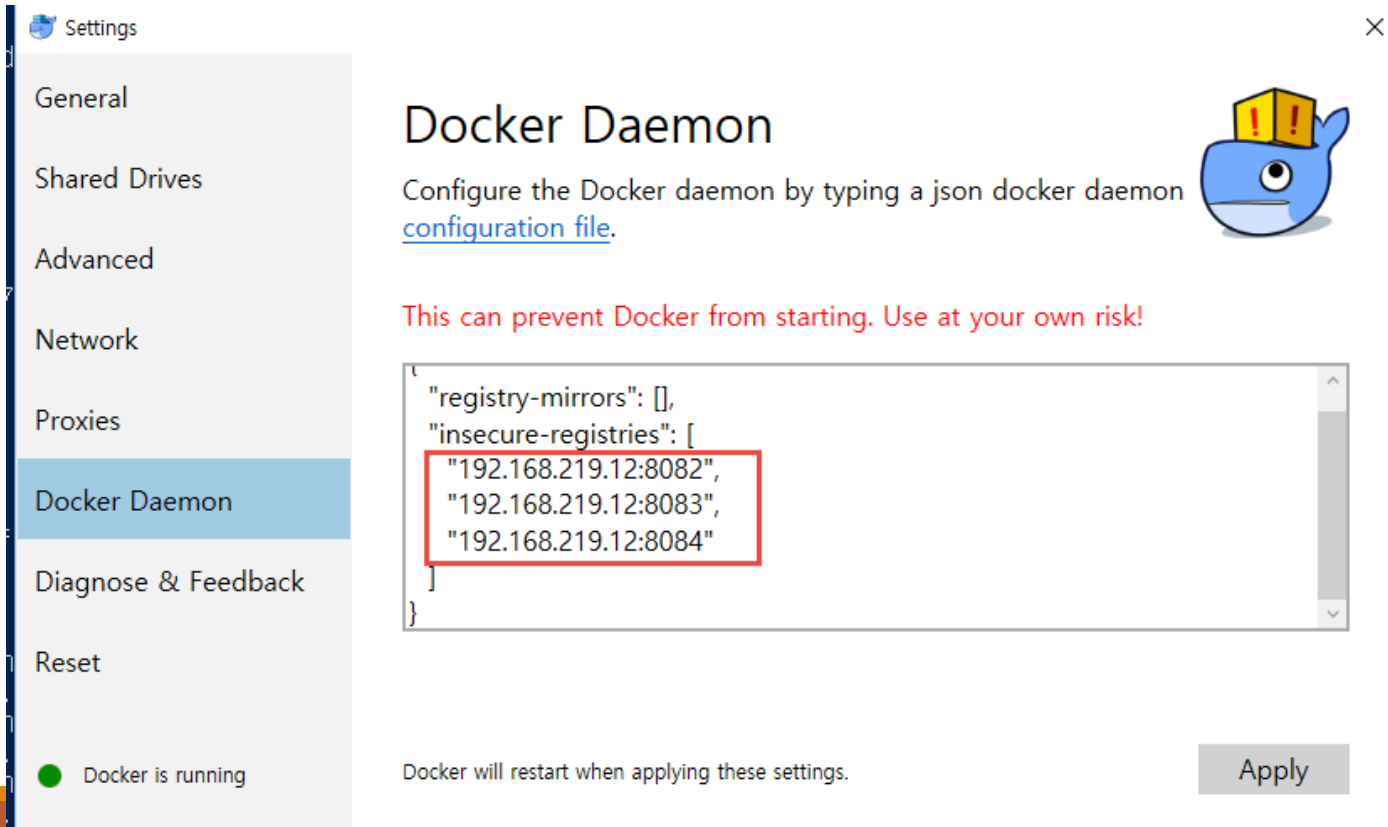 Settings
General
Shared Drives
Advanced
Network
Proxies
Docker Daemon
Diagnose & Feedback
Reset
Docker is running
Docker Daemon
Configure the Docker daemon by typing a json docker daemon
configuration file.
This can prevent Docker from starting. Use at your own risk!
{
"registry-mirrors": [],
"insecure-registries": [
"192.168.219.12:8082",
"192.168.219.12:8083",
"192.168.219.12:8084"
]
}
Docker will restart when applying these settings.
Apply